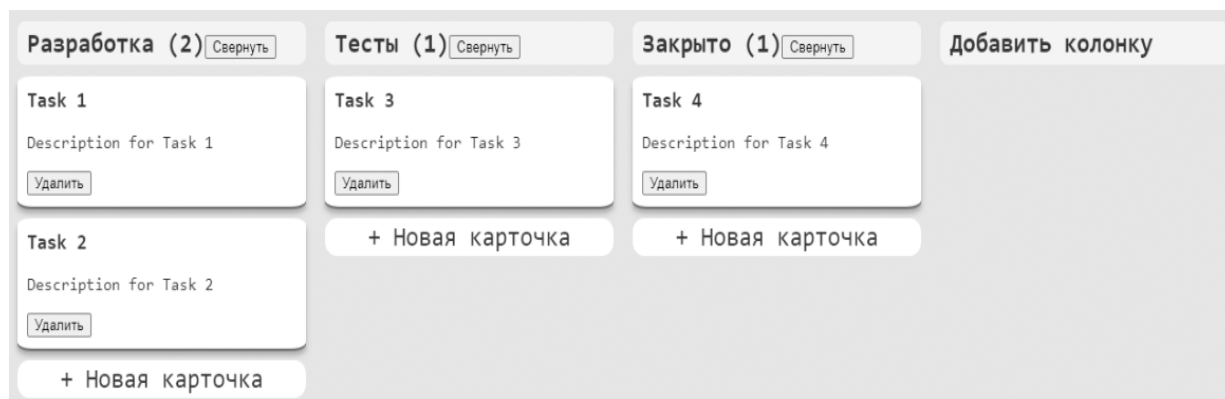 Разработка (2) Свернуть
Task 1
Description for Task 1
Удалить
Task 2
Description for Task 2
Удалить
+ Новая карточка
Тесты (1) Свернуть
Task 3
Description for Task 3
Удалить
+ Новая карточка
Закрыто (1) Свернуть
Task 4
Description for Task 4
Удалить
+ Новая карточка
Добавить колонку